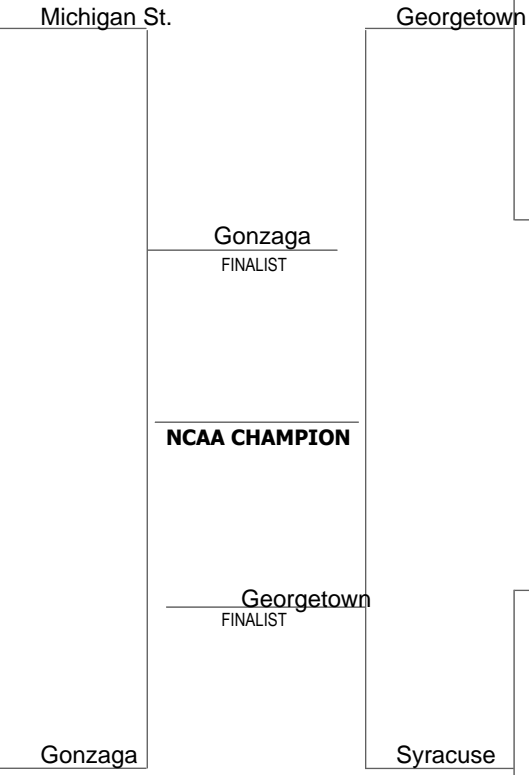 Michigan St.
Georgetown
Gonzaga
FINALIST
NCAA CHAMPION
Georgetown
FINALIST
Gonzaga
Syracuse